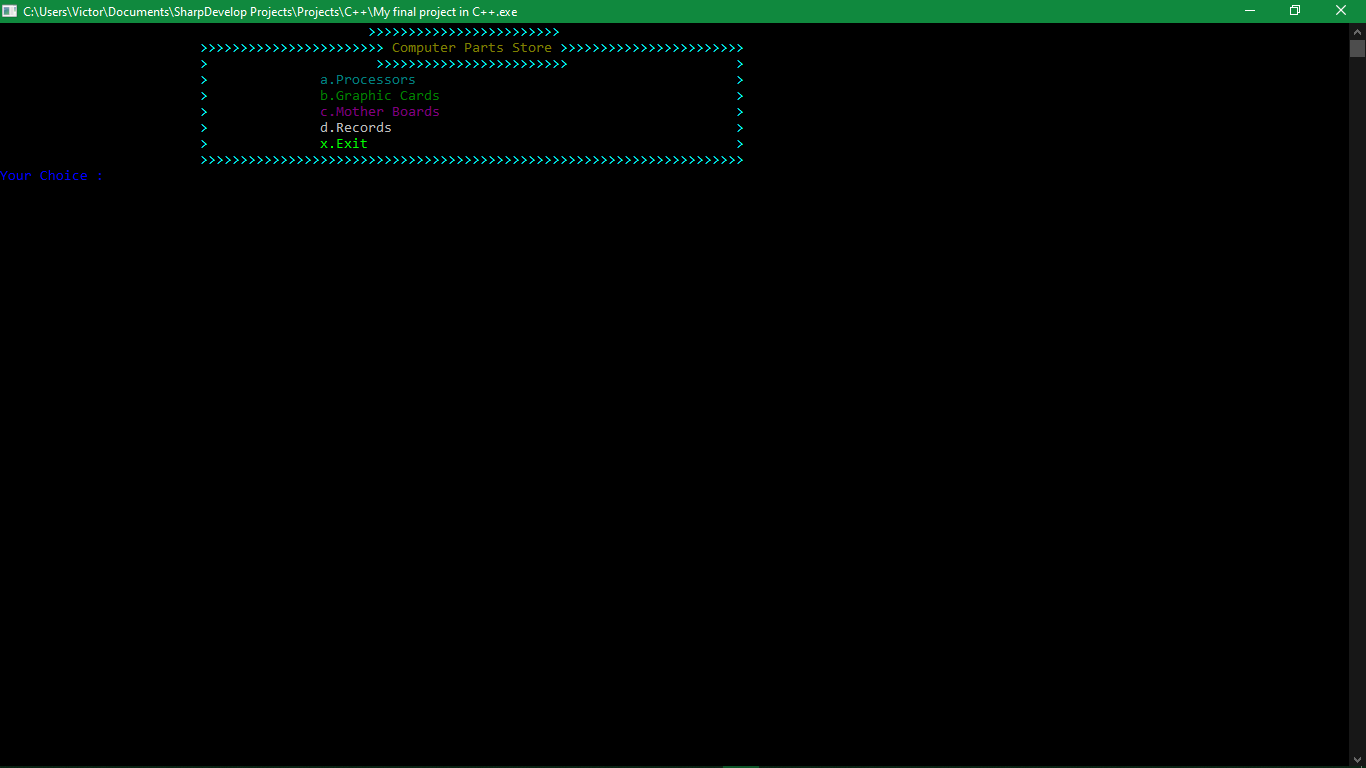 C:\Users\Victor\Documents\SharpDevelop Projects\Projects\C++\My final project in C++.exe
>>>>>>>>>>>>>>>>>>>>>>>>
>>>>>>>>>>>>>>>>>>>>>>> Computer Parts Store >>>>>>>>>>>>>>>>>>>>>>>
> >>>>>>>>>>>>>>>>>>>>>>>> >
> a.Processors >
> b.Graphic Cards >
> c.Mother Boards >
> d.Records >
> x.Exit >
>>>>>>>>>>>>>>>>>>>>>>>>>>>>>>>>>>>>>>>>>>>>>>>>>>>>>>>>>>>>>>>>>>>>
Your Choice :